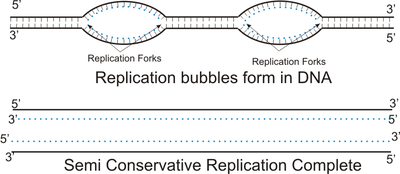 5' 3'
3' 5'
Replication Forks Replication Forks
Replication bubbles form in DNA
5' 3'
3' 5'
5' 3'
3' 5'
Semi Conservative Replication Complete